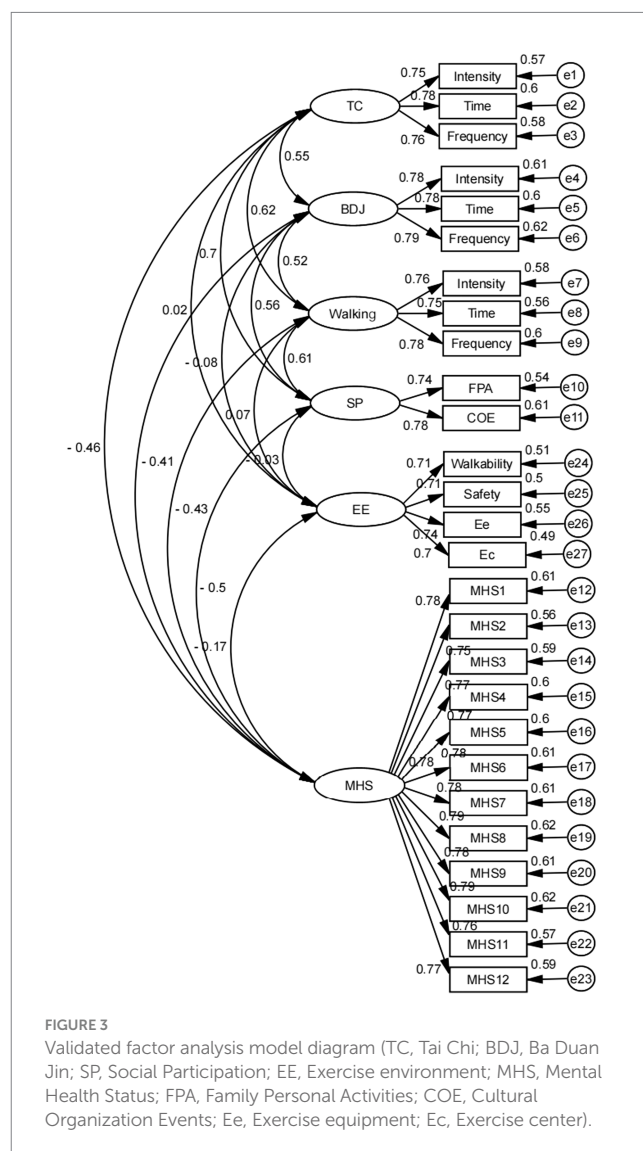 0.57
0.75 Intensity e1
0.6
TC 0.78 Time e2
0.58
0.76 Frequency e3
0.55
0.61
0.78 Intensity e4
0.6
0.62 BDJ 0.78 Time e5
0.62
0.79 Frequency e6
0.7 0.52
0.58
0.76 Intensity e7
0.56
0.02 0.56 Walking 0.75 Time e8
0.6
0.78 Frequency e9
- 0.08 0.61
0.54
0.74 FPA e10
SP 0.61
0.07 0.78 COE e11
- 0.46 - 0.41 - 0.03
0.51
0.71 Walkability e24
0.5
0.71 Safety e25
- 0.43 EE 0.55
Ee e26
0.74 0.49
0.7 Ec e27
- 0.5
0.61
0.78 MHS1 e12
0.56
MHS2 e13
- 0.17 0.75 0.59
MHS3 e14
0.77 0.6
MHS4 e15
0.77 0.6
MHS5 e16
0.78 0.61
0.78 MHS6 e17
MHS 0.78 0.61
MHS7 e18
0.79 0.62
MHS8 e19
0.78 0.61
MHS9 e20
0.79 0.62
MHS10 e21
0.76 0.57
MHS11 e22
0.59
0.77 MHS12 e23
FIGURE 3
Validated factor analysis model diagram (TC, Tai Chi; BDJ, Ba Duan
Jin; SP, Social Participation; EE, Exercise environment; MHS, Mental
Health Status; FPA, Family Personal Activities; COE, Cultural
Organization Events; Ee, Exercise equipment; Ec, Exercise center).